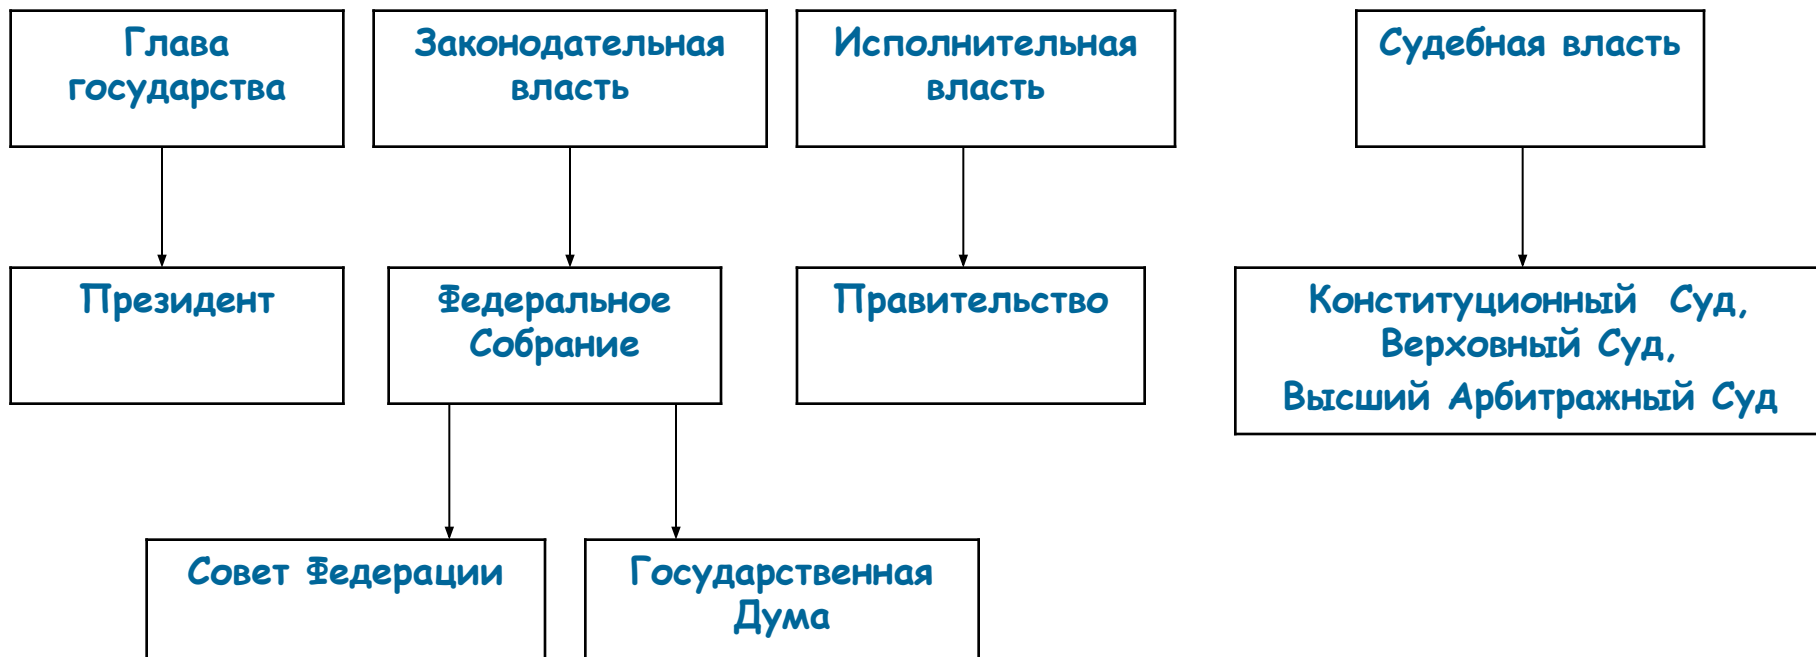 Глава
государства
Законодательная
власть
Исполнительная
власть
Судебная власть
Президент
Федеральное
Собрание
Правительство
Конституционный Суд,
Верховный Суд,
Высший Арбитражный Суд
Совет Федерации
Государственная
Дума